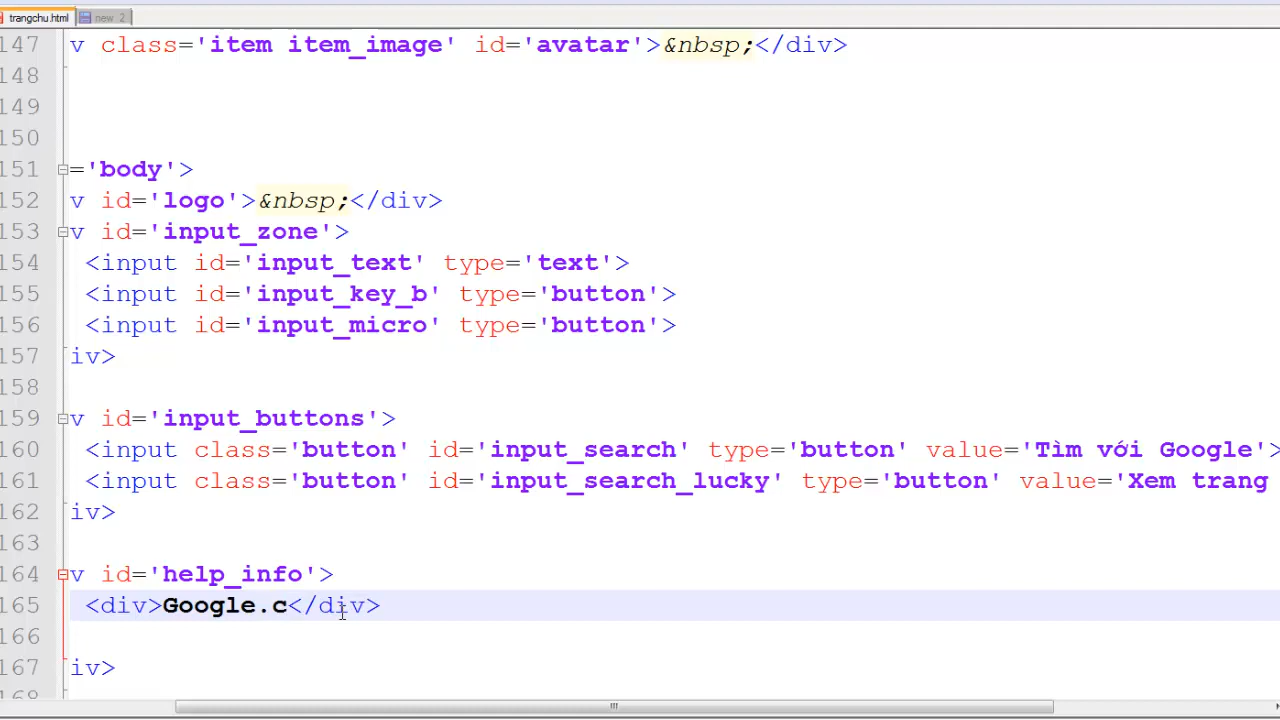 trangchu.html new 2
147 v class='item item_image' id='avatar'>&nbsp;</div>
148
149
150
151 ='body'>
152 v id='logo'>&nbsp;</div>
153 v id='input_zone'>
154 <input id='input_text' type='text'>
155 <input id='input_key_b' type='button'>
156 <input id='input_micro' type='button'>
157 iv>
158
159 v id='input_buttons'>
160 <input class='button' id='input_search' type='button' value='Tìm với Google'>
161 <input class='button' id='input_search_lucky' type='button' value='Xem trang
162 iv>
163
164 v id='help_info'>
165 <div>Google.c</div>
166
167 iv>
168